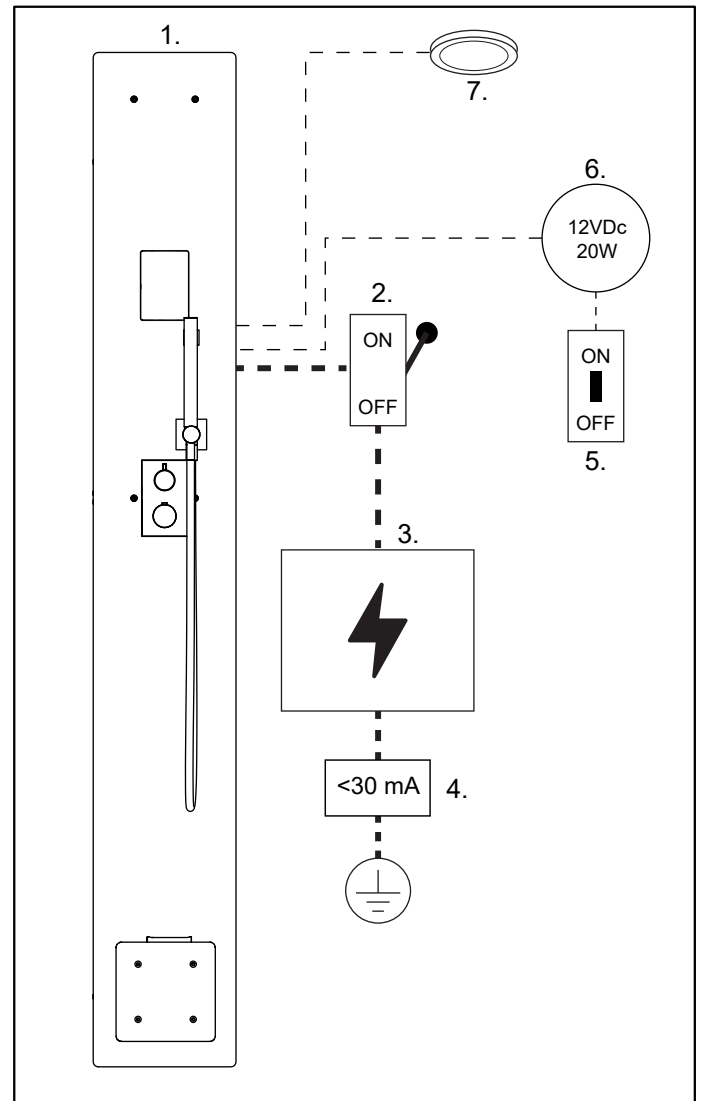 1.
7.
6.
12VDc
20W
2.
ON
OFF
ON
OFF
5.
3.
<30 mA
4.